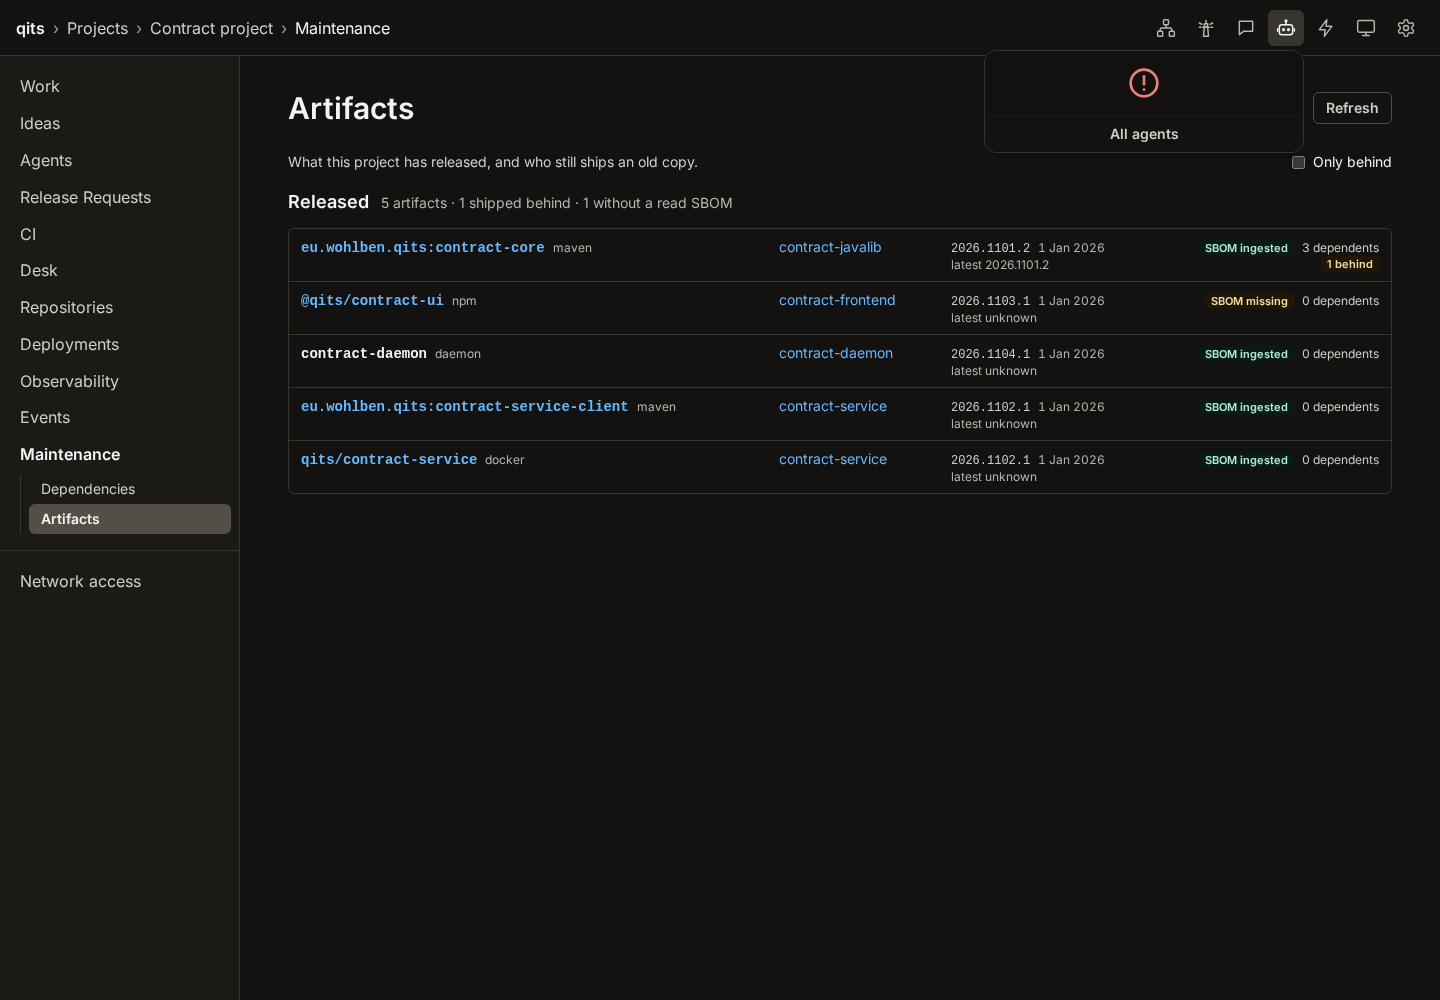 qits › Projects › Contract project › Maintenance
Work
Ideas
Agents
Release Requests
CI
Desk
Repositories
Deployments
Observability
Events
Maintenance
Dependencies
Artifacts
Network access
All agents
Artifacts
Refresh
What this project has released, and who still ships an old copy.
Only behind
Released 5 artifacts · 1 shipped behind · 1 without a read SBOM
eu.wohlben.qits:contract-core maven contract-javalib 2026.1101.2 1 Jan 2026 SBOM ingested 3 dependents
latest 2026.1101.2 1 behind
@qits/contract-ui npm contract-frontend 2026.1103.1 1 Jan 2026 SBOM missing 0 dependents
latest unknown
contract-daemon daemon contract-daemon 2026.1104.1 1 Jan 2026 SBOM ingested 0 dependents
latest unknown
eu.wohlben.qits:contract-service-client maven contract-service 2026.1102.1 1 Jan 2026 SBOM ingested 0 dependents
latest unknown
qits/contract-service docker contract-service 2026.1102.1 1 Jan 2026 SBOM ingested 0 dependents
latest unknown